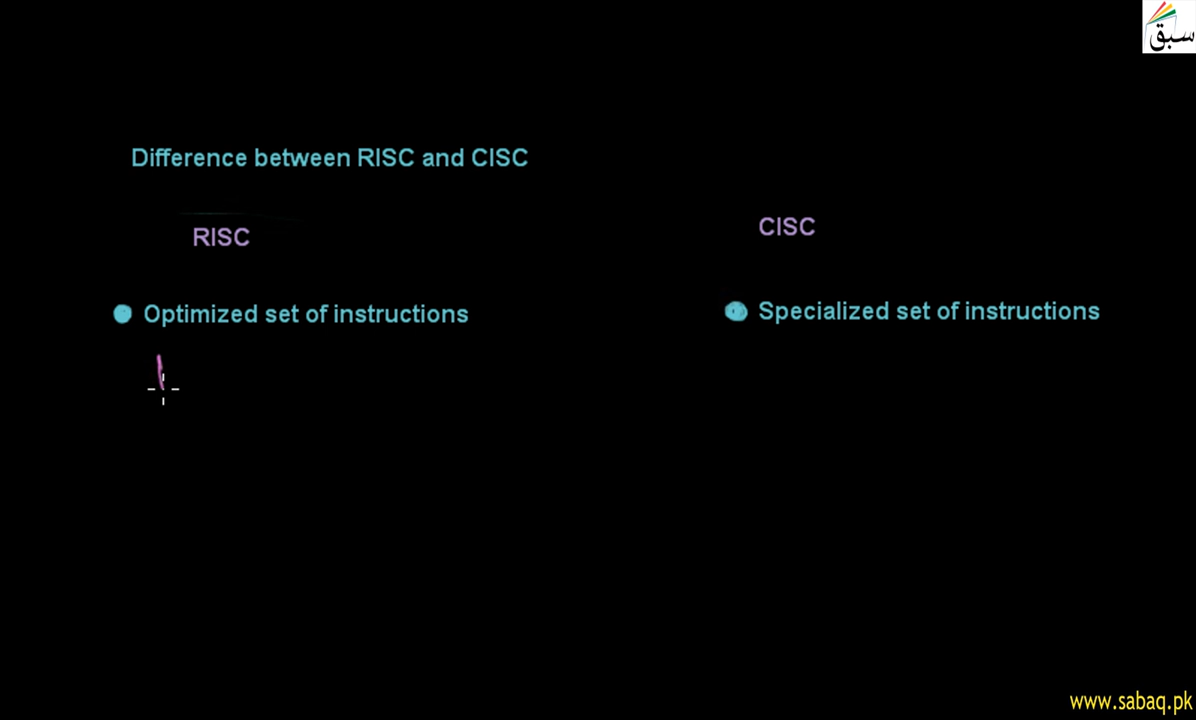 سبق
Difference between RISC and CISC
RISC
CISC
Optimized set of instructions
Specialized set of instructions
www.sabaq.pk